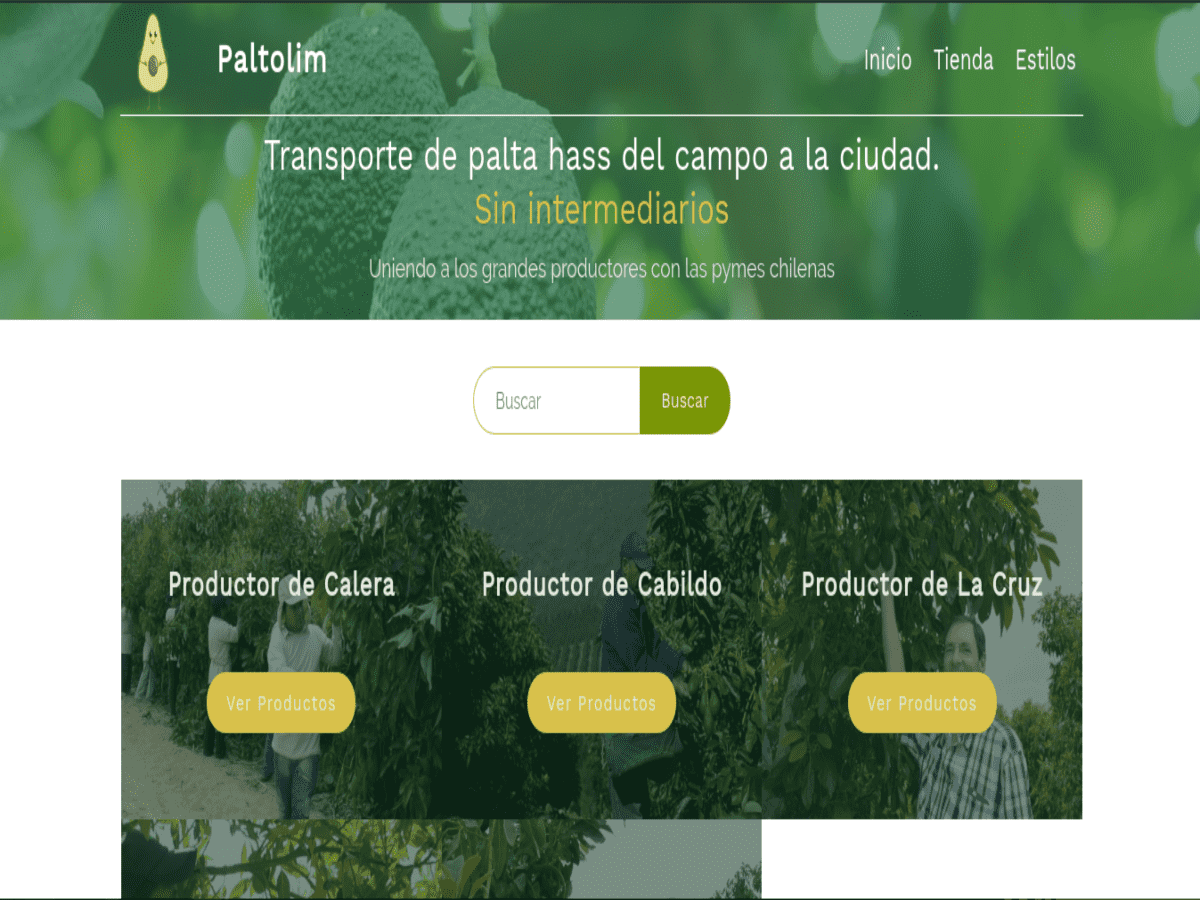 Paltolim
Inicio Tienda Estilos
Transporte de palta hass del campo a la ciudad.
Sin intermediarios
Uniendo a los grandes productores con las pymes chilenas
Buscar Buscar
Productor de Calera Productor de Cabildo Productor de La Cruz
Ver Productos Ver Productos Ver Productos